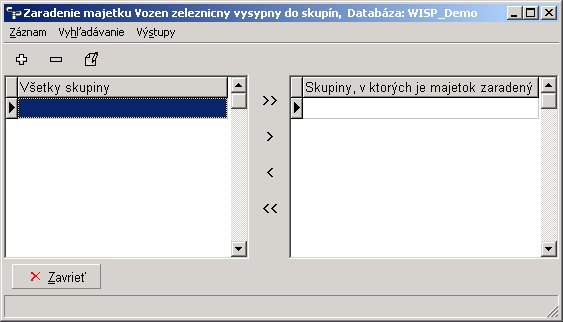 Zaradenie majetku Vozen zeleznicny vysypny do skupín, Databáza: WISP_Demo
Záznam Vyhľadávanie Výstupy
Všetky skupiny
Skupiny, v ktorých je majetok zaradený
>>
>
<
<<
Zavrieť